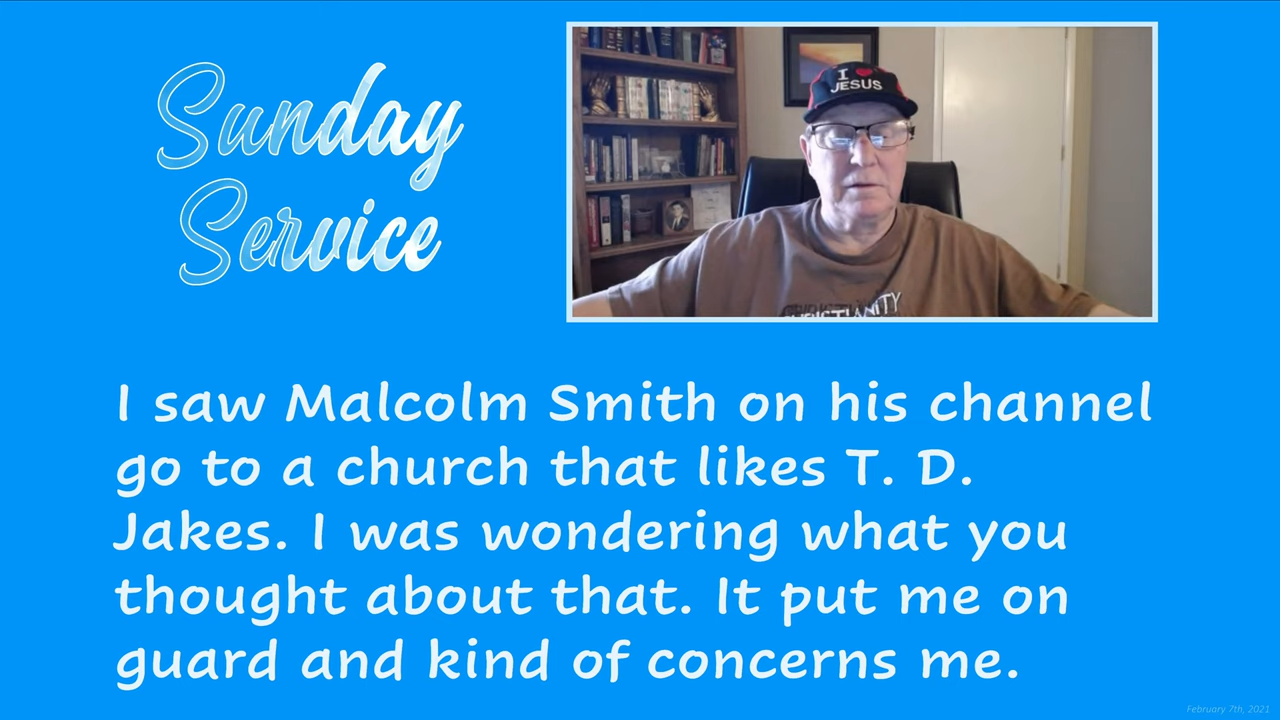 Sunday
Service
I ❤ 
JESUS
CHRISTIANITY
I saw Malcolm Smith on his channel
go to a church that likes T. D.
Jakes. I was wondering what you
thought about that. It put me on
guard and kind of concerns me.
February 7th, 2021